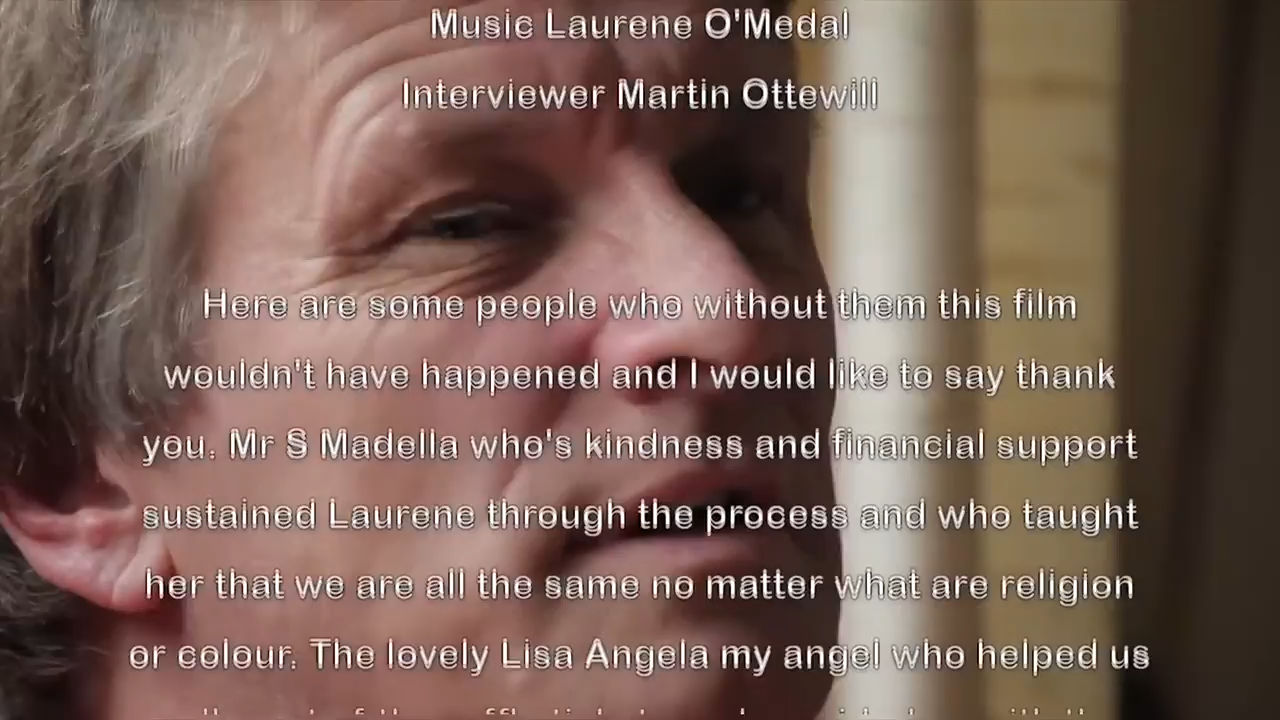 Music Laurene O'Medal
Interviewer Martin Ottewill
Here are some people who without them this film
wouldn't have happened and I would like to say thank
you. Mr S Madella who's kindness and financial support
sustained Laurene through the process and who taught
her that we are all the same no matter what are religion
or colour. The lovely Lisa Angela my angel who helped us